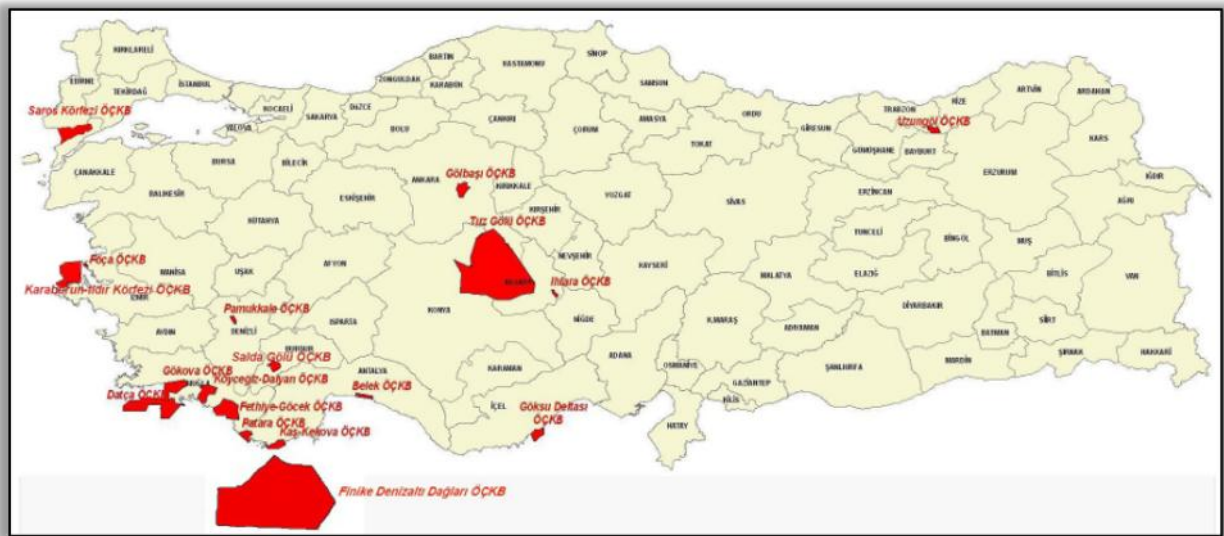 KIRKLARELİ
EDİRNE
TEKİRDAĞ
İSTANBUL
Saros Körfezi ÖÇKB
KOCAELİ
YALOVA
SAKARYA
DÜZCE
ZONGULDAK
BARTIN
KARABÜK
KASTAMONU
SİNOP
SAMSUN
ORDU
GİRESUN
TRABZON
RİZE
ARTVİN
ARDAHAN
Uzungöl ÖÇKB
KARS
ÇANAKKALE
BALIKESİR
BURSA
BİLECİK
BOLU
ÇANKIRI
ÇORUM
AMASYA
TOKAT
GÜMÜŞHANE
BAYBURT
ERZURUM
IĞDIR
AĞRI
KÜTAHYA
ESKİŞEHİR
ANKARA
Gölbaşı ÖÇKB
KIRIKKALE
KIRŞEHİR
YOZGAT
SİVAS
ERZİNCAN
TUNCELİ
BİNGÖL
MUŞ
Tuz Gölü ÖÇKB
Foça ÖÇKB
MANİSA
UŞAK
AFYON
NEVŞEHİR
KAYSERİ
MALATYA
ELAZIĞ
BİTLİS
VAN
Karaburun-Ildır Körfezi ÖÇKB
İZMİR
Ihlara ÖÇKB
DİYARBAKIR
Pamukkale ÖÇKB
AYDIN
DENİZLİ
ISPARTA
KONYA
NİĞDE
K.MARAŞ
ADIYAMAN
BATMAN
SİİRT
BURDUR
Salda Gölü ÖÇKB
ADANA
OSMANİYE
GAZİANTEP
ŞANLIURFA
MARDİN
ŞIRNAK
HAKKARİ
Gökova ÖÇKB
Köyceğiz-Dalyan ÖÇKB
ANTALYA
Belek ÖÇKB
KARAMAN
KİLİS
Datça ÖÇKB
Fethiye-Göcek ÖÇKB
İÇEL
Göksu Deltası
ÖÇKB
Patara ÖÇKB
Kaş-Kekova ÖÇKB
HATAY
Finike Denizaltı Dağları ÖÇKB